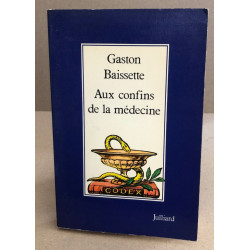 Gaston
Baissette
Aux confins
de la médecine
CODEX
Julliard